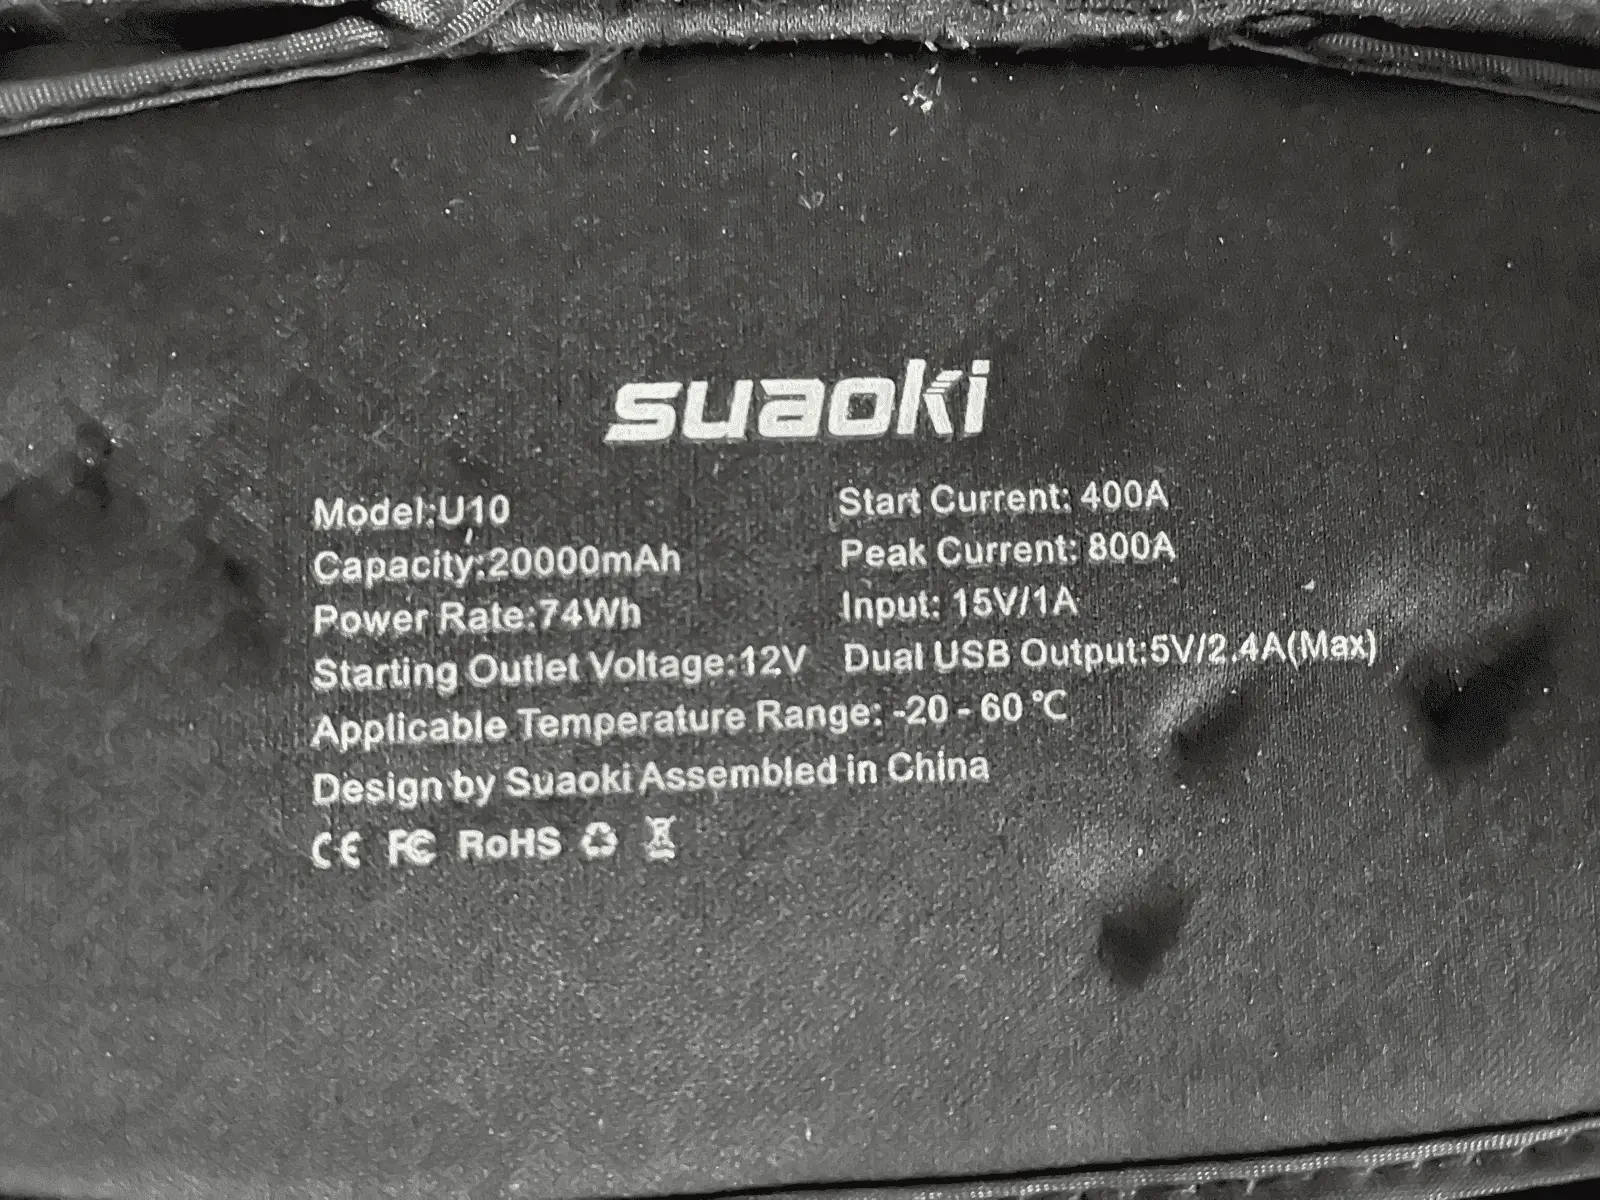 suaoki
Model:U10
Capacity:20000mAh
Power Rate:74Wh
Starting Outlet Voltage:12V
Start Current: 400A
Peak Current: 800A
Input: 15V/1A
Dual USB Output:5V/2.4A(Max)
Applicable Temperature Range: -20 - 60 ℃
Design by Suaoki Assembled in China
CE FC RoHS